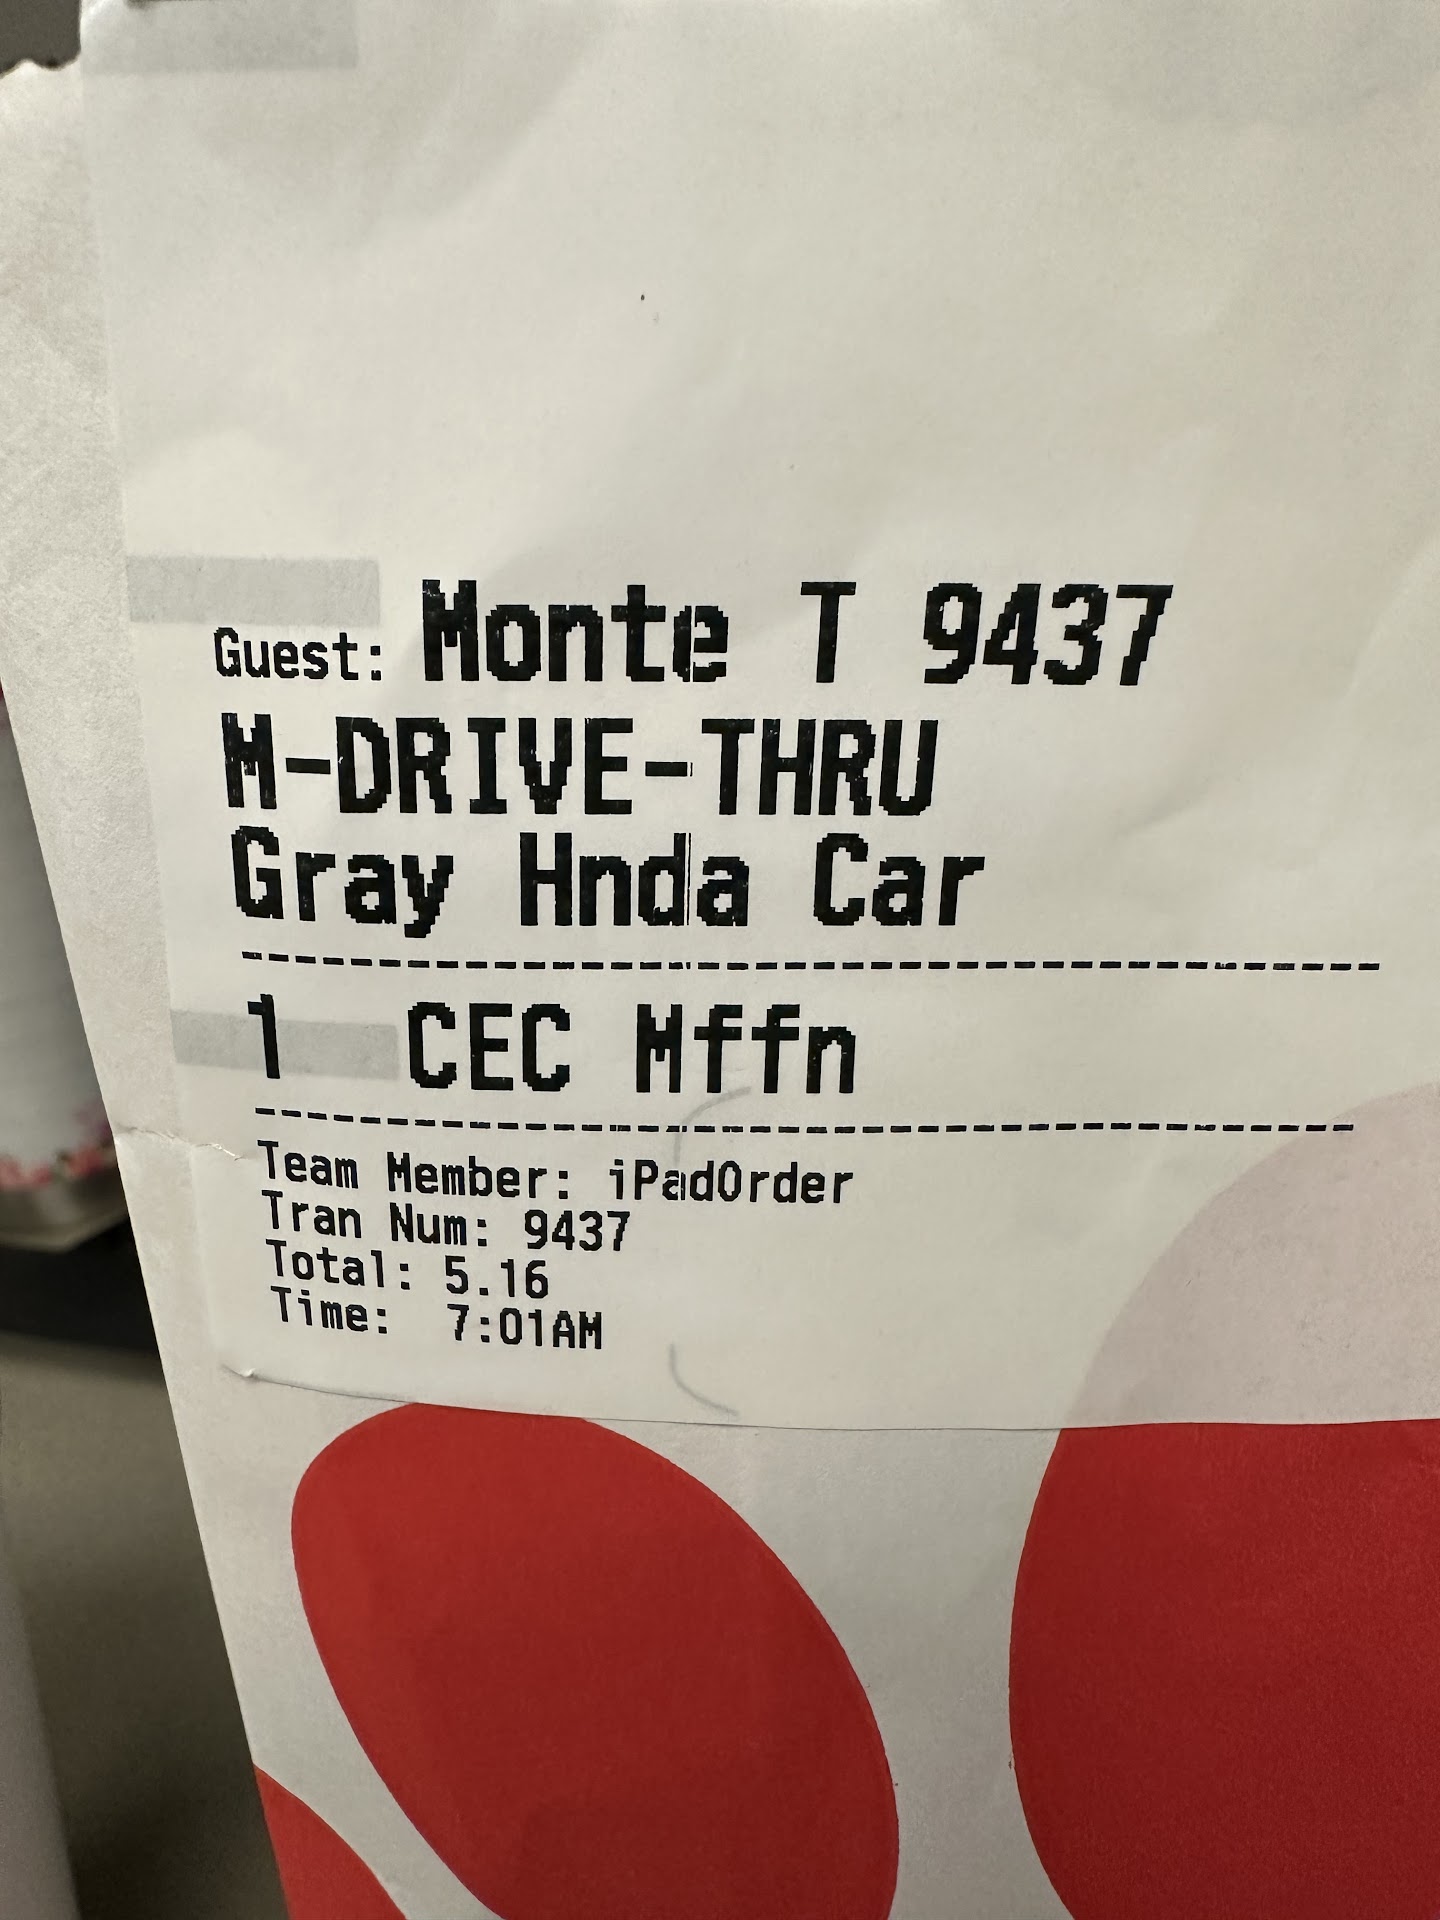 Guest: Monte T 9437
M-DRIVE-THRU
Gray Hnda Car
1 CEC Mffn
Team Member: iPadOrder
Tran Num: 9437
Total: 5.16
Time: 7:01AM